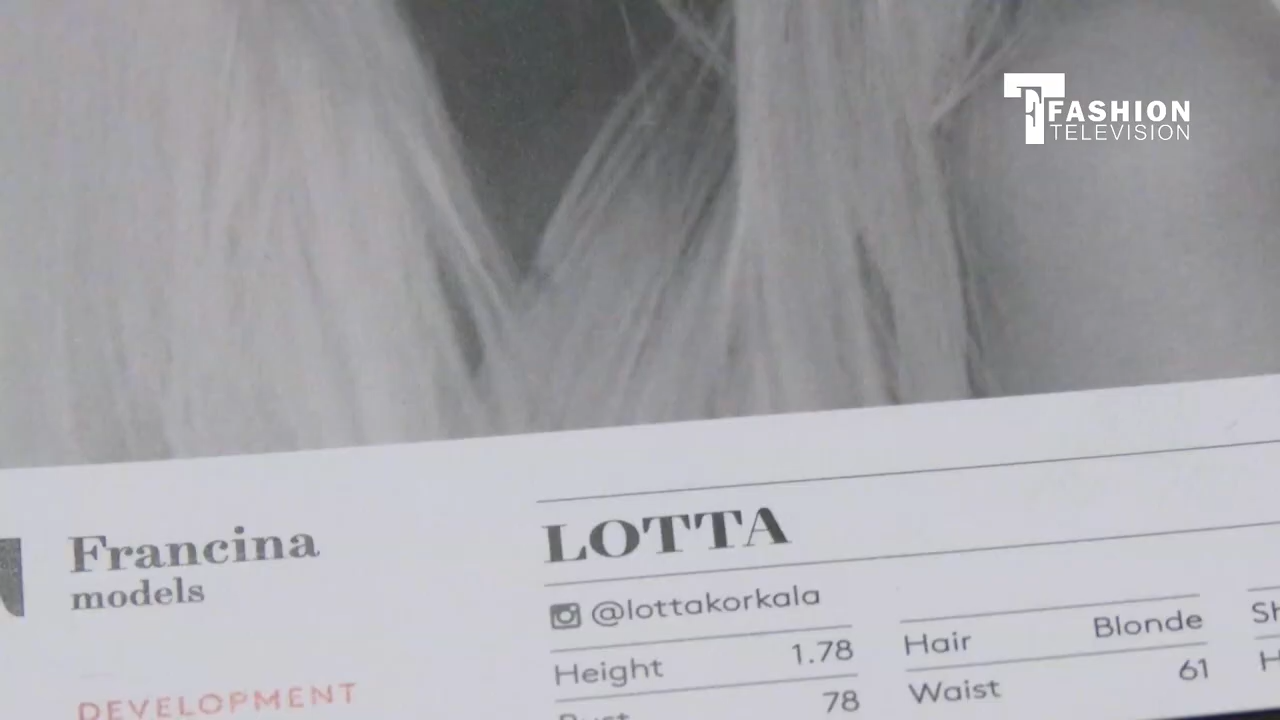 FASHION
TELEVISION
Francina
models
DEVELOPMENT
LOTTA
@lottakorkala
Height 1.78
78
Hair Blonde
Waist 61